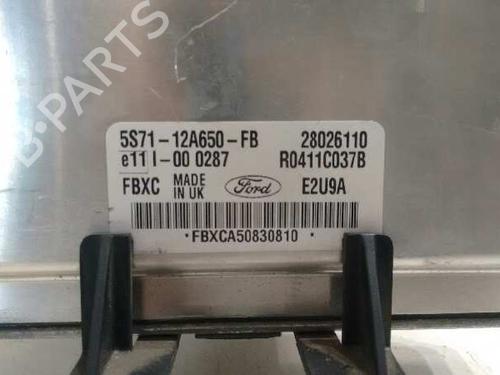 B-PARTS
5S71-12A650-FB 28026110
e11 I-00 0287 R0411C037B
FBXC MADE IN UK Ford E2U9A
*FBXCA50830810*